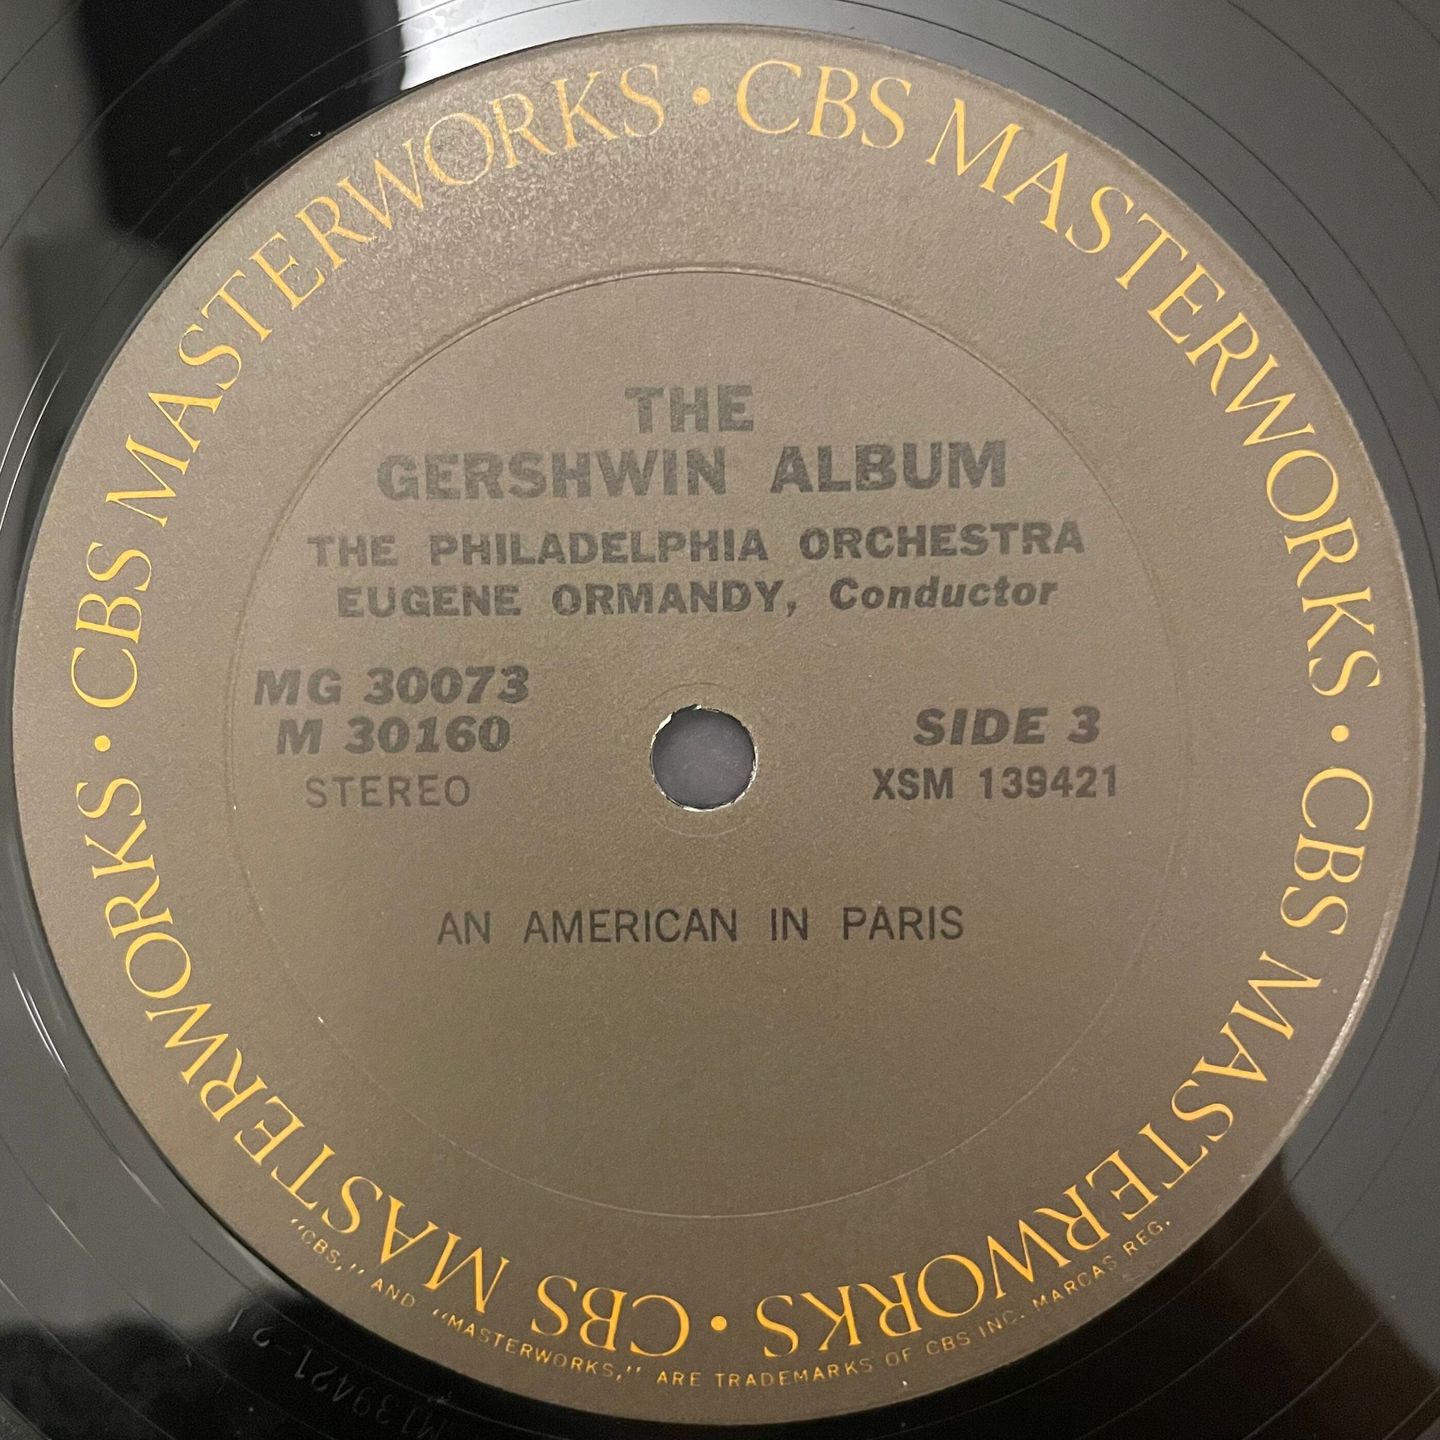 CBS MASTERWORKS • CBS MASTERWORKS • CBS MASTERWORKS • CBS MASTERWORKS •
THE
GERSHWIN ALBUM
THE PHILADELPHIA ORCHESTRA
EUGENE ORMANDY, Conductor
MG 30073
M 30160
STEREO
SIDE 3
XSM 139421
AN AMERICAN IN PARIS
"CBS," AND "MASTERWORKS," ARE TRADEMARKS OF CBS INC. MARCAS REG.